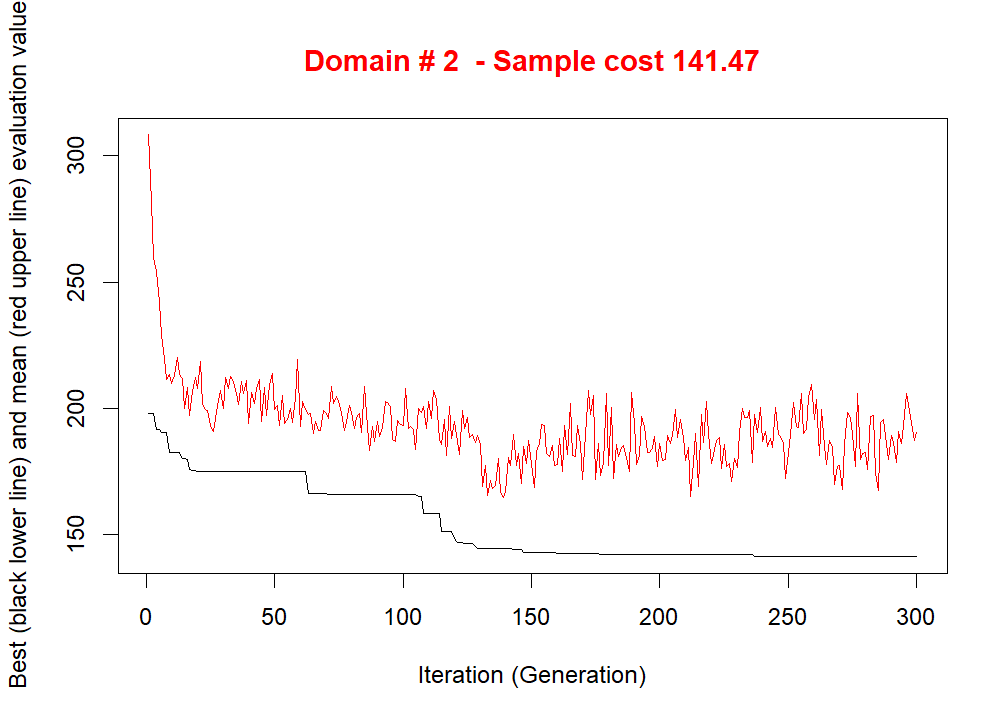 Domain # 2  - Sample cost 141.47
Best (black lower line) and mean (red upper line) evaluation value
300
250
200
150
0 50 100 150 200 250 300
Iteration (Generation)